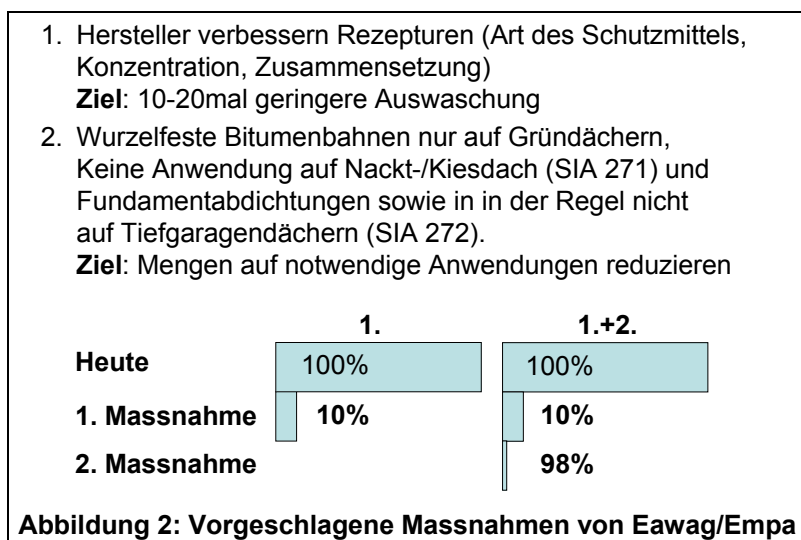 1. Hersteller verbessern Rezepturen (Art des Schutzmittels,
Konzentration, Zusammensetzung)
Ziel: 10-20mal geringere Auswaschung
2. Wurzelfeste Bitumenbahnen nur auf Gründächern,
Keine Anwendung auf Nackt-/Kiesdach (SIA 271) und
Fundamentabdichtungen sowie in in der Regel nicht
auf Tiefgaragendächern (SIA 272).
Ziel: Mengen auf notwendige Anwendungen reduzieren
1. 1.+2.
Heute 100% 100%
1. Massnahme 10% 10%
2. Massnahme 98%
Abbildung 2: Vorgeschlagene Massnahmen von Eawag/Empa